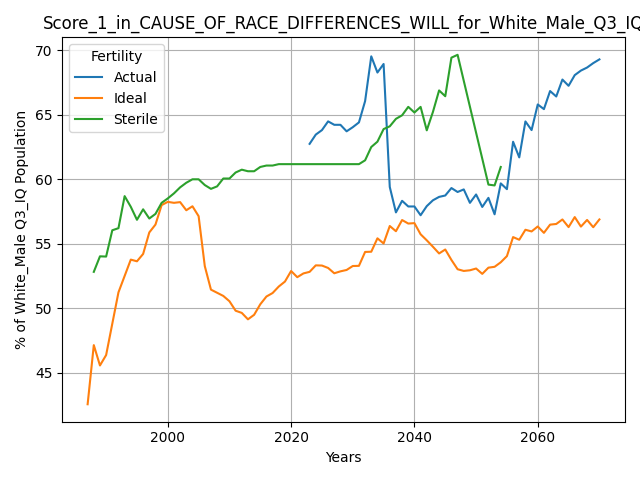 Score_1_in_CAUSE_OF_RACE_DIFFERENCES_WILL_for_White_Male_Q3_IQ
Fertility
Actual
Ideal
Sterile
% of White_Male Q3_IQ Population
70
65
60
55
50
45
2000
2020
2040
2060
Years